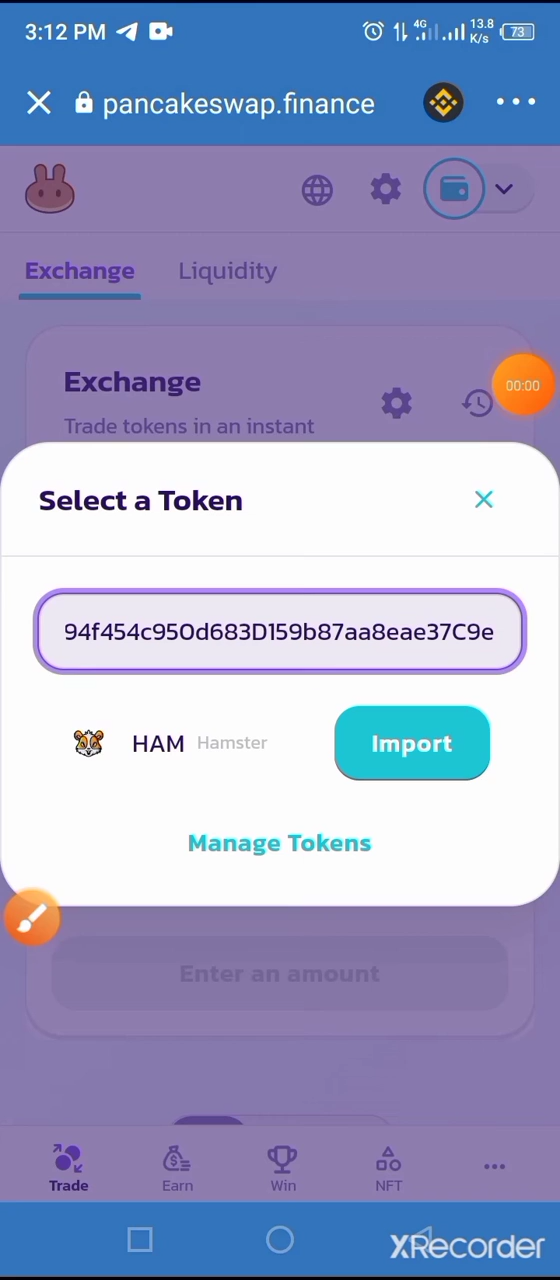 3:12 PM 4G 13.8 K/s 73
pancakeswap.finance
Exchange Liquidity
Exchange
00:00
Trade tokens in an instant
Select a Token
94f454c950d683D159b87aa8eae37C9e
HAM Hamster Import
Manage Tokens
Enter an amount
Trade Earn Win NFT
XRecorder